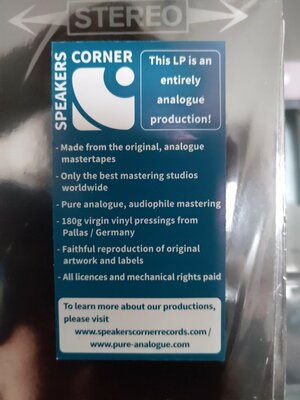 STEREO
SPEAKERS
CORNER
This LP is an
entirely
analogue
production!
- Made from the original, analogue
mastertapes
- Only the best mastering studios
worldwide
- Pure analogue, audiophile mastering
- 180g virgin vinyl pressings from
Pallas / Germany
- Faithful reproduction of original
artwork and labels
- All licences and mechanical rights paid
To learn more about our productions,
please visit
www.speakerscornerrecords.com /
www.pure-analogue.com